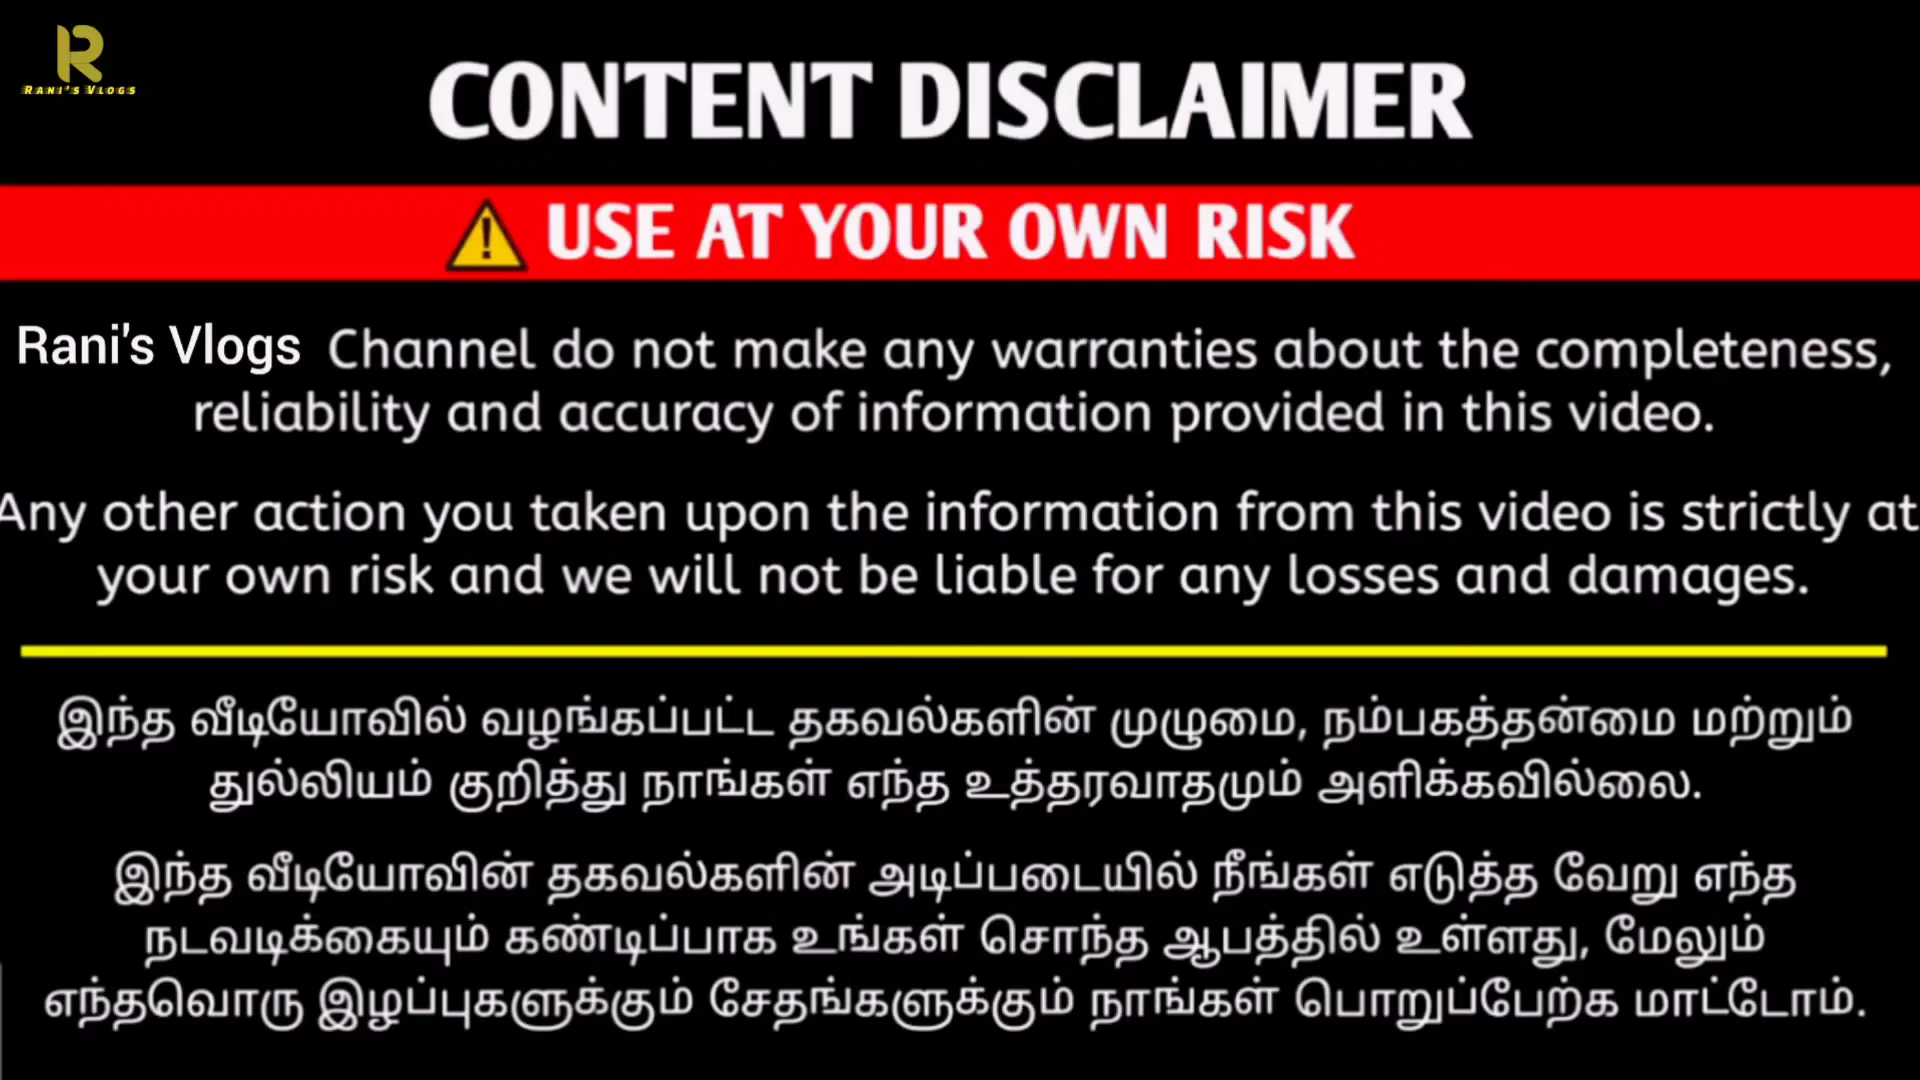 R
RANI'S VLOGS
CONTENT DISCLAIMER
⚠ USE AT YOUR OWN RISK
Rani's Vlogs Channel do not make any warranties about the completeness,
reliability and accuracy of information provided in this video.
Any other action you taken upon the information from this video is strictly at
your own risk and we will not be liable for any losses and damages.
இந்த வீடியோவில் வழங்கப்பட்ட தகவல்களின் முழுமை, நம்பகத்தன்மை மற்றும்
துல்லியம் குறித்து நாங்கள் எந்த உத்தரவாதமும் அளிக்கவில்லை.
இந்த வீடியோவின் தகவல்களின் அடிப்படையில் நீங்கள் எடுத்த வேறு எந்த
நடவடிக்கையும் கண்டிப்பாக உங்கள் சொந்த ஆபத்தில் உள்ளது, மேலும்
எந்தவொரு இழப்புகளுக்கும் சேதங்களுக்கும் நாங்கள் பொறுப்பேற்க மாட்டோம்.